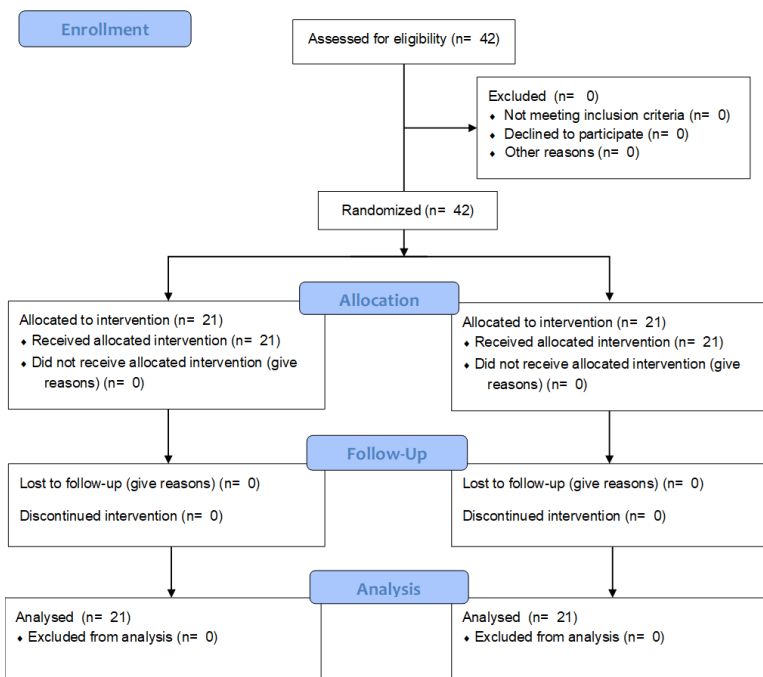 Enrollment
Assessed for eligibility (n= 42)
Excluded (n= 0)
♦ Not meeting inclusion criteria (n= 0)
♦ Declined to participate (n= 0)
♦ Other reasons (n= 0)
Randomized (n= 42)
Allocation
Allocated to intervention (n= 21)
♦ Received allocated intervention (n= 21)
♦ Did not receive allocated intervention (give
reasons) (n= 0)
Allocated to intervention (n= 21)
♦ Received allocated intervention (n= 21)
♦ Did not receive allocated intervention (give
reasons) (n= 0)
Follow-Up
Lost to follow-up (give reasons) (n= 0)
Discontinued intervention (n= 0)
Lost to follow-up (give reasons) (n= 0)
Discontinued intervention (n= 0)
Analysis
Analysed (n= 21)
♦ Excluded from analysis (n= 0)
Analysed (n= 21)
♦ Excluded from analysis (n= 0)